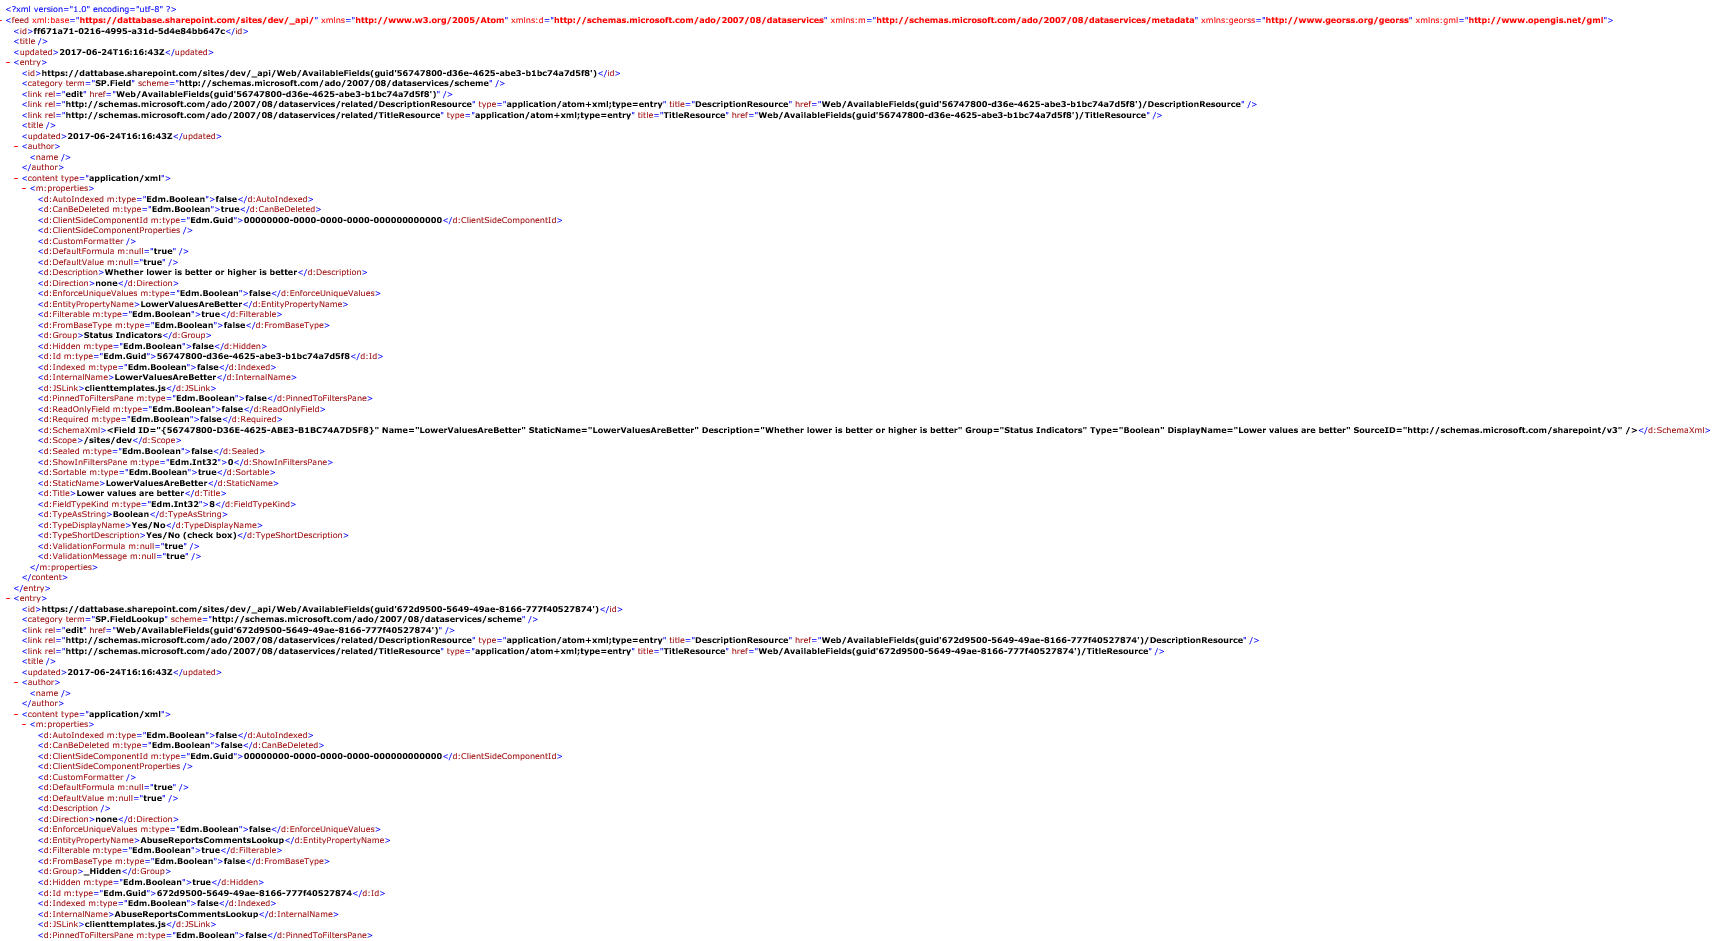 <?xml version="1.0" encoding="utf-8" ?>
- <feed xml:base="https://dattabase.sharepoint.com/sites/dev/_api/" xmlns="http://www.w3.org/2005/Atom" xmlns:d="http://schemas.microsoft.com/ado/2007/08/dataservices" xmlns:m="http://schemas.microsoft.com/ado/2007/08/dataservices/metadata" xmlns:georss="http://www.georss.org/georss" xmlns:gml="http://www.opengis.net/gml">
<id>ff671a71-0216-4995-a31d-5d4e84bb647c</id>
<title />
<updated>2017-06-24T16:16:43Z</updated>
- <entry>
<id>https://dattabase.sharepoint.com/sites/dev/_api/Web/AvailableFields(guid'56747800-d36e-4625-abe3-b1bc74a7d5f8')</id>
<category term="SP.Field" scheme="http://schemas.microsoft.com/ado/2007/08/dataservices/scheme" />
<link rel="edit" href="Web/AvailableFields(guid'56747800-d36e-4625-abe3-b1bc74a7d5f8')" />
<link rel="http://schemas.microsoft.com/ado/2007/08/dataservices/related/DescriptionResource" type="application/atom+xml;type=entry" title="DescriptionResource" href="Web/AvailableFields(guid'56747800-d36e-4625-abe3-b1bc74a7d5f8')/DescriptionResource" />
<link rel="http://schemas.microsoft.com/ado/2007/08/dataservices/related/TitleResource" type="application/atom+xml;type=entry" title="TitleResource" href="Web/AvailableFields(guid'56747800-d36e-4625-abe3-b1bc74a7d5f8')/TitleResource" />
<title />
<updated>2017-06-24T16:16:43Z</updated>
- <author>
<name />
</author>
- <content type="application/xml">
- <m:properties>
<d:AutoIndexed m:type="Edm.Boolean">false</d:AutoIndexed>
<d:CanBeDeleted m:type="Edm.Boolean">true</d:CanBeDeleted>
<d:ClientSideComponentId m:type="Edm.Guid">00000000-0000-0000-0000-000000000000</d:ClientSideComponentId>
<d:ClientSideComponentProperties />
<d:CustomFormatter />
<d:DefaultFormula m:null="true" />
<d:DefaultValue m:null="true" />
<d:Description>Whether lower is better or higher is better</d:Description>
<d:Direction>none</d:Direction>
<d:EnforceUniqueValues m:type="Edm.Boolean">false</d:EnforceUniqueValues>
<d:EntityPropertyName>LowerValuesAreBetter</d:EntityPropertyName>
<d:Filterable m:type="Edm.Boolean">true</d:Filterable>
<d:FromBaseType m:type="Edm.Boolean">false</d:FromBaseType>
<d:Group>Status Indicators</d:Group>
<d:Hidden m:type="Edm.Boolean">false</d:Hidden>
<d:Id m:type="Edm.Guid">56747800-d36e-4625-abe3-b1bc74a7d5f8</d:Id>
<d:Indexed m:type="Edm.Boolean">false</d:Indexed>
<d:InternalName>LowerValuesAreBetter</d:InternalName>
<d:JSLink>clienttemplates.js</d:JSLink>
<d:PinnedToFiltersPane m:type="Edm.Boolean">false</d:PinnedToFiltersPane>
<d:ReadOnlyField m:type="Edm.Boolean">false</d:ReadOnlyField>
<d:Required m:type="Edm.Boolean">false</d:Required>
<d:SchemaXml><Field ID="{56747800-D36E-4625-ABE3-B1BC74A7D5F8}" Name="LowerValuesAreBetter" StaticName="LowerValuesAreBetter" Description="Whether lower is better or higher is better" Group="Status Indicators" Type="Boolean" DisplayName="Lower values are better" SourceID="http://schemas.microsoft.com/sharepoint/v3" /></d:SchemaXml>
<d:Scope>/sites/dev</d:Scope>
<d:Sealed m:type="Edm.Boolean">false</d:Sealed>
<d:ShowInFiltersPane m:type="Edm.Int32">0</d:ShowInFiltersPane>
<d:Sortable m:type="Edm.Boolean">true</d:Sortable>
<d:StaticName>LowerValuesAreBetter</d:StaticName>
<d:Title>Lower values are better</d:Title>
<d:FieldTypeKind m:type="Edm.Int32">8</d:FieldTypeKind>
<d:TypeAsString>Boolean</d:TypeAsString>
<d:TypeDisplayName>Yes/No</d:TypeDisplayName>
<d:TypeShortDescription>Yes/No (check box)</d:TypeShortDescription>
<d:ValidationFormula m:null="true" />
<d:ValidationMessage m:null="true" />
</m:properties>
</content>
</entry>
- <entry>
<id>https://dattabase.sharepoint.com/sites/dev/_api/Web/AvailableFields(guid'672d9500-5649-49ae-8166-777f40527874')</id>
<category term="SP.FieldLookup" scheme="http://schemas.microsoft.com/ado/2007/08/dataservices/scheme" />
<link rel="edit" href="Web/AvailableFields(guid'672d9500-5649-49ae-8166-777f40527874')" />
<link rel="http://schemas.microsoft.com/ado/2007/08/dataservices/related/DescriptionResource" type="application/atom+xml;type=entry" title="DescriptionResource" href="Web/AvailableFields(guid'672d9500-5649-49ae-8166-777f40527874')/DescriptionResource" />
<link rel="http://schemas.microsoft.com/ado/2007/08/dataservices/related/TitleResource" type="application/atom+xml;type=entry" title="TitleResource" href="Web/AvailableFields(guid'672d9500-5649-49ae-8166-777f40527874')/TitleResource" />
<title />
<updated>2017-06-24T16:16:43Z</updated>
- <author>
<name />
</author>
- <content type="application/xml">
- <m:properties>
<d:AutoIndexed m:type="Edm.Boolean">false</d:AutoIndexed>
<d:CanBeDeleted m:type="Edm.Boolean">false</d:CanBeDeleted>
<d:ClientSideComponentId m:type="Edm.Guid">00000000-0000-0000-0000-000000000000</d:ClientSideComponentId>
<d:ClientSideComponentProperties />
<d:CustomFormatter />
<d:DefaultFormula m:null="true" />
<d:DefaultValue m:null="true" />
<d:Description />
<d:Direction>none</d:Direction>
<d:EnforceUniqueValues m:type="Edm.Boolean">false</d:EnforceUniqueValues>
<d:EntityPropertyName>AbuseReportsCommentsLookup</d:EntityPropertyName>
<d:Filterable m:type="Edm.Boolean">true</d:Filterable>
<d:FromBaseType m:type="Edm.Boolean">false</d:FromBaseType>
<d:Group>_Hidden</d:Group>
<d:Hidden m:type="Edm.Boolean">true</d:Hidden>
<d:Id m:type="Edm.Guid">672d9500-5649-49ae-8166-777f40527874</d:Id>
<d:Indexed m:type="Edm.Boolean">false</d:Indexed>
<d:InternalName>AbuseReportsCommentsLookup</d:InternalName>
<d:JSLink>clienttemplates.js</d:JSLink>
<d:PinnedToFiltersPane m:type="Edm.Boolean">false</d:PinnedToFiltersPane>